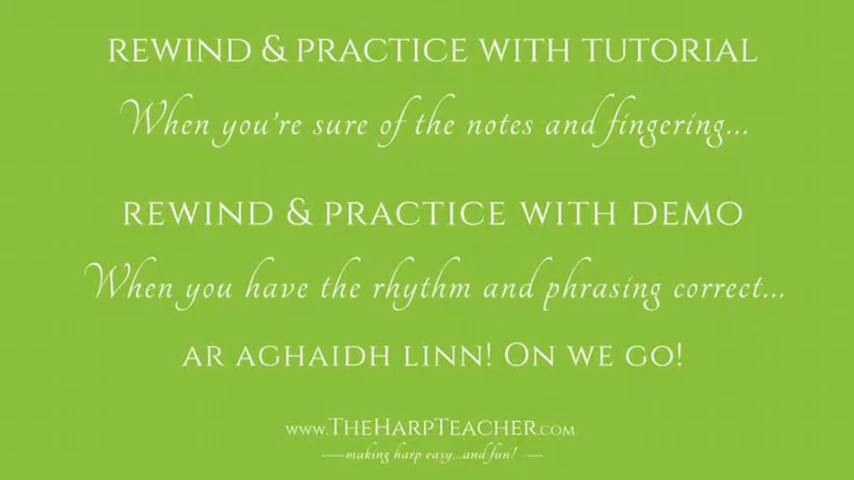 REWIND & PRACTICE WITH TUTORIAL
When you're sure of the notes and fingering...
REWIND & PRACTICE WITH DEMO
When you have the rhythm and phrasing correct...
AR AGHAIDH LINN! ON WE GO!
www.TheHarpTeacher.com
—making harp easy...and fun! —